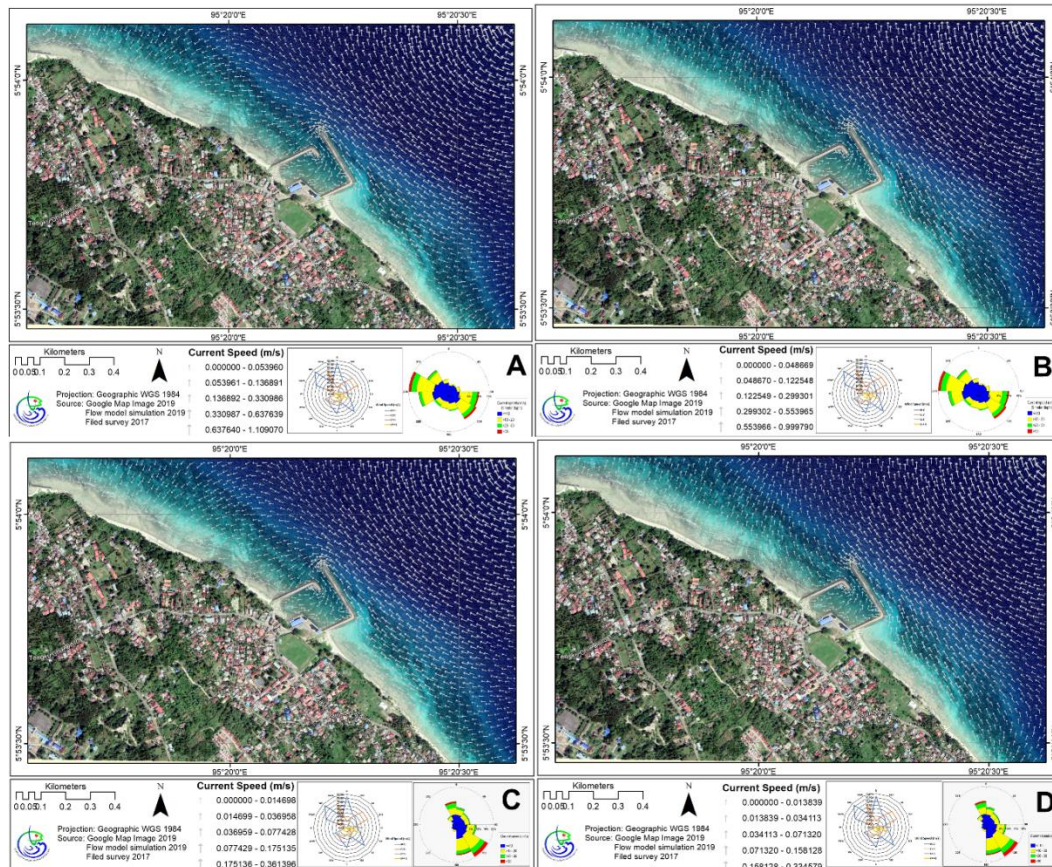 95°20'0"E 95°20'30"E
5°54'0"N
5°53'30"N
95°20'0"E 95°20'30"E
Kilometers
0 0.05 0.1 0.2 0.3 0.4
N
Projection: Geographic WGS 1984
Source: Google Map Image 2019
Flow model simulation 2019
Filed survey 2017
Current Speed (m/s)
0.000000 - 0.053960
0.053961 - 0.136891
0.136892 - 0.330986
0.330987 - 0.637639
0.637640 - 1.109070
A
95°20'0"E 95°20'30"E
5°54'0"N
5°53'30"N
95°20'0"E 95°20'30"E
Kilometers
0 0.05 0.1 0.2 0.3 0.4
N
Projection: Geographic WGS 1984
Source: Google Map Image 2019
Flow model simulation 2019
Filed survey 2017
Current Speed (m/s)
0.000000 - 0.048669
0.048670 - 0.122548
0.122549 - 0.299301
0.299302 - 0.553965
0.553966 - 0.999790
B
5°54'0"N
5°53'30"N
95°20'0"E 95°20'30"E
Kilometers
0 0.05 0.1 0.2 0.3 0.4
N
Projection: Geographic WGS 1984
Source: Google Map Image 2019
Flow model simulation 2019
Filed survey 2017
Current Speed (m/s)
0.000000 - 0.014698
0.014699 - 0.036958
0.036959 - 0.077428
0.077429 - 0.175135
0.175136 - 0.361396
C
5°54'0"N
5°53'30"N
95°20'0"E 95°20'30"E
Kilometers
0 0.05 0.1 0.2 0.3 0.4
N
Projection: Geographic WGS 1984
Source: Google Map Image 2019
Flow model simulation 2019
Filed survey 2017
Current Speed (m/s)
0.000000 - 0.013839
0.013839 - 0.034113
0.034113 - 0.071320
0.071320 - 0.158128
D